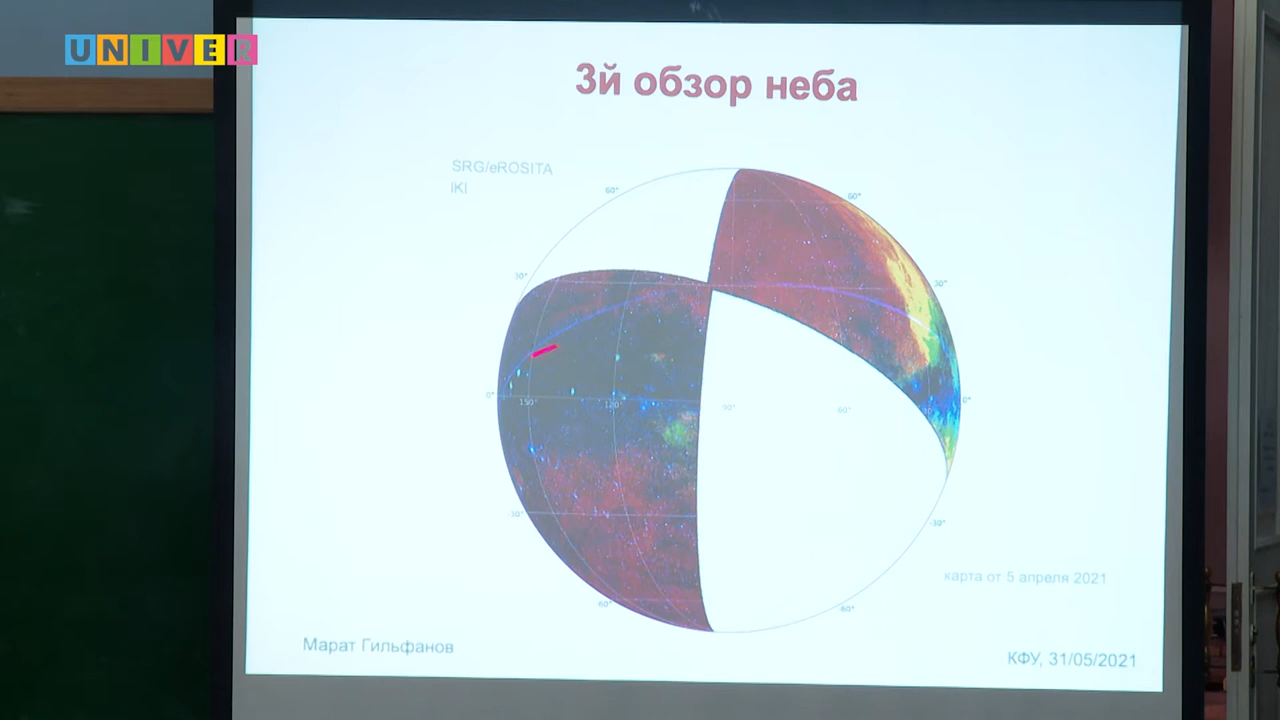 UNIVER
3й обзор неба
SRG/eROSITA
IKI
60°
60°
30°
30°
0°
150°
120°
90°
60°
0°
-30°
-30°
60°
60°
карта от 5 апреля 2021
Марат Гильфанов
КФУ, 31/05/2021